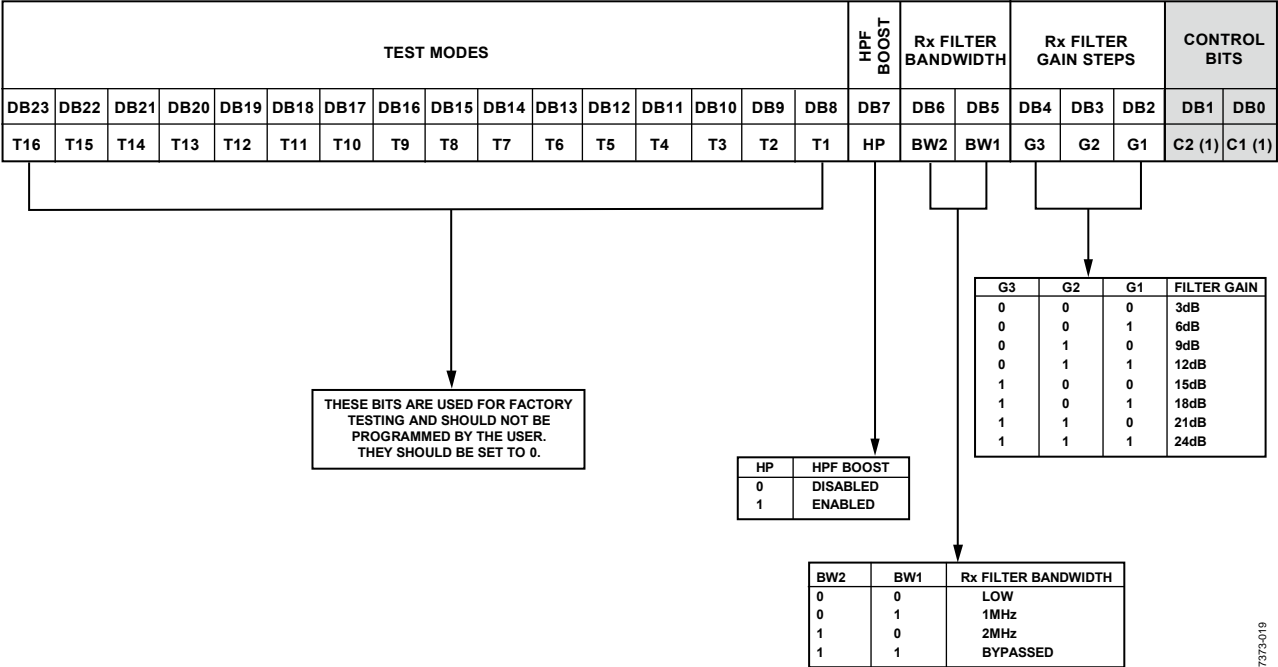 TEST MODES
HPF BOOST
Rx FILTER BANDWIDTH
Rx FILTER GAIN STEPS
CONTROL BITS
DB23 DB22 DB21 DB20 DB19 DB18 DB17 DB16 DB15 DB14 DB13 DB12 DB11 DB10 DB9 DB8 DB7 DB6 DB5 DB4 DB3 DB2 DB1 DB0
T16 T15 T14 T13 T12 T11 T10 T9 T8 T7 T6 T5 T4 T3 T2 T1 HP BW2 BW1 G3 G2 G1 C2 (1) C1 (1)
G3 G2 G1 FILTER GAIN
0 0 0 3dB
0 0 1 6dB
0 1 0 9dB
0 1 1 12dB
1 0 0 15dB
1 0 1 18dB
1 1 0 21dB
1 1 1 24dB
THESE BITS ARE USED FOR FACTORY
TESTING AND SHOULD NOT BE
PROGRAMMED BY THE USER.
THEY SHOULD BE SET TO 0.
HP HPF BOOST
0 DISABLED
1 ENABLED
BW2 BW1 Rx FILTER BANDWIDTH
0 0 LOW
0 1 1MHz
1 0 2MHz
1 1 BYPASSED
7373-019